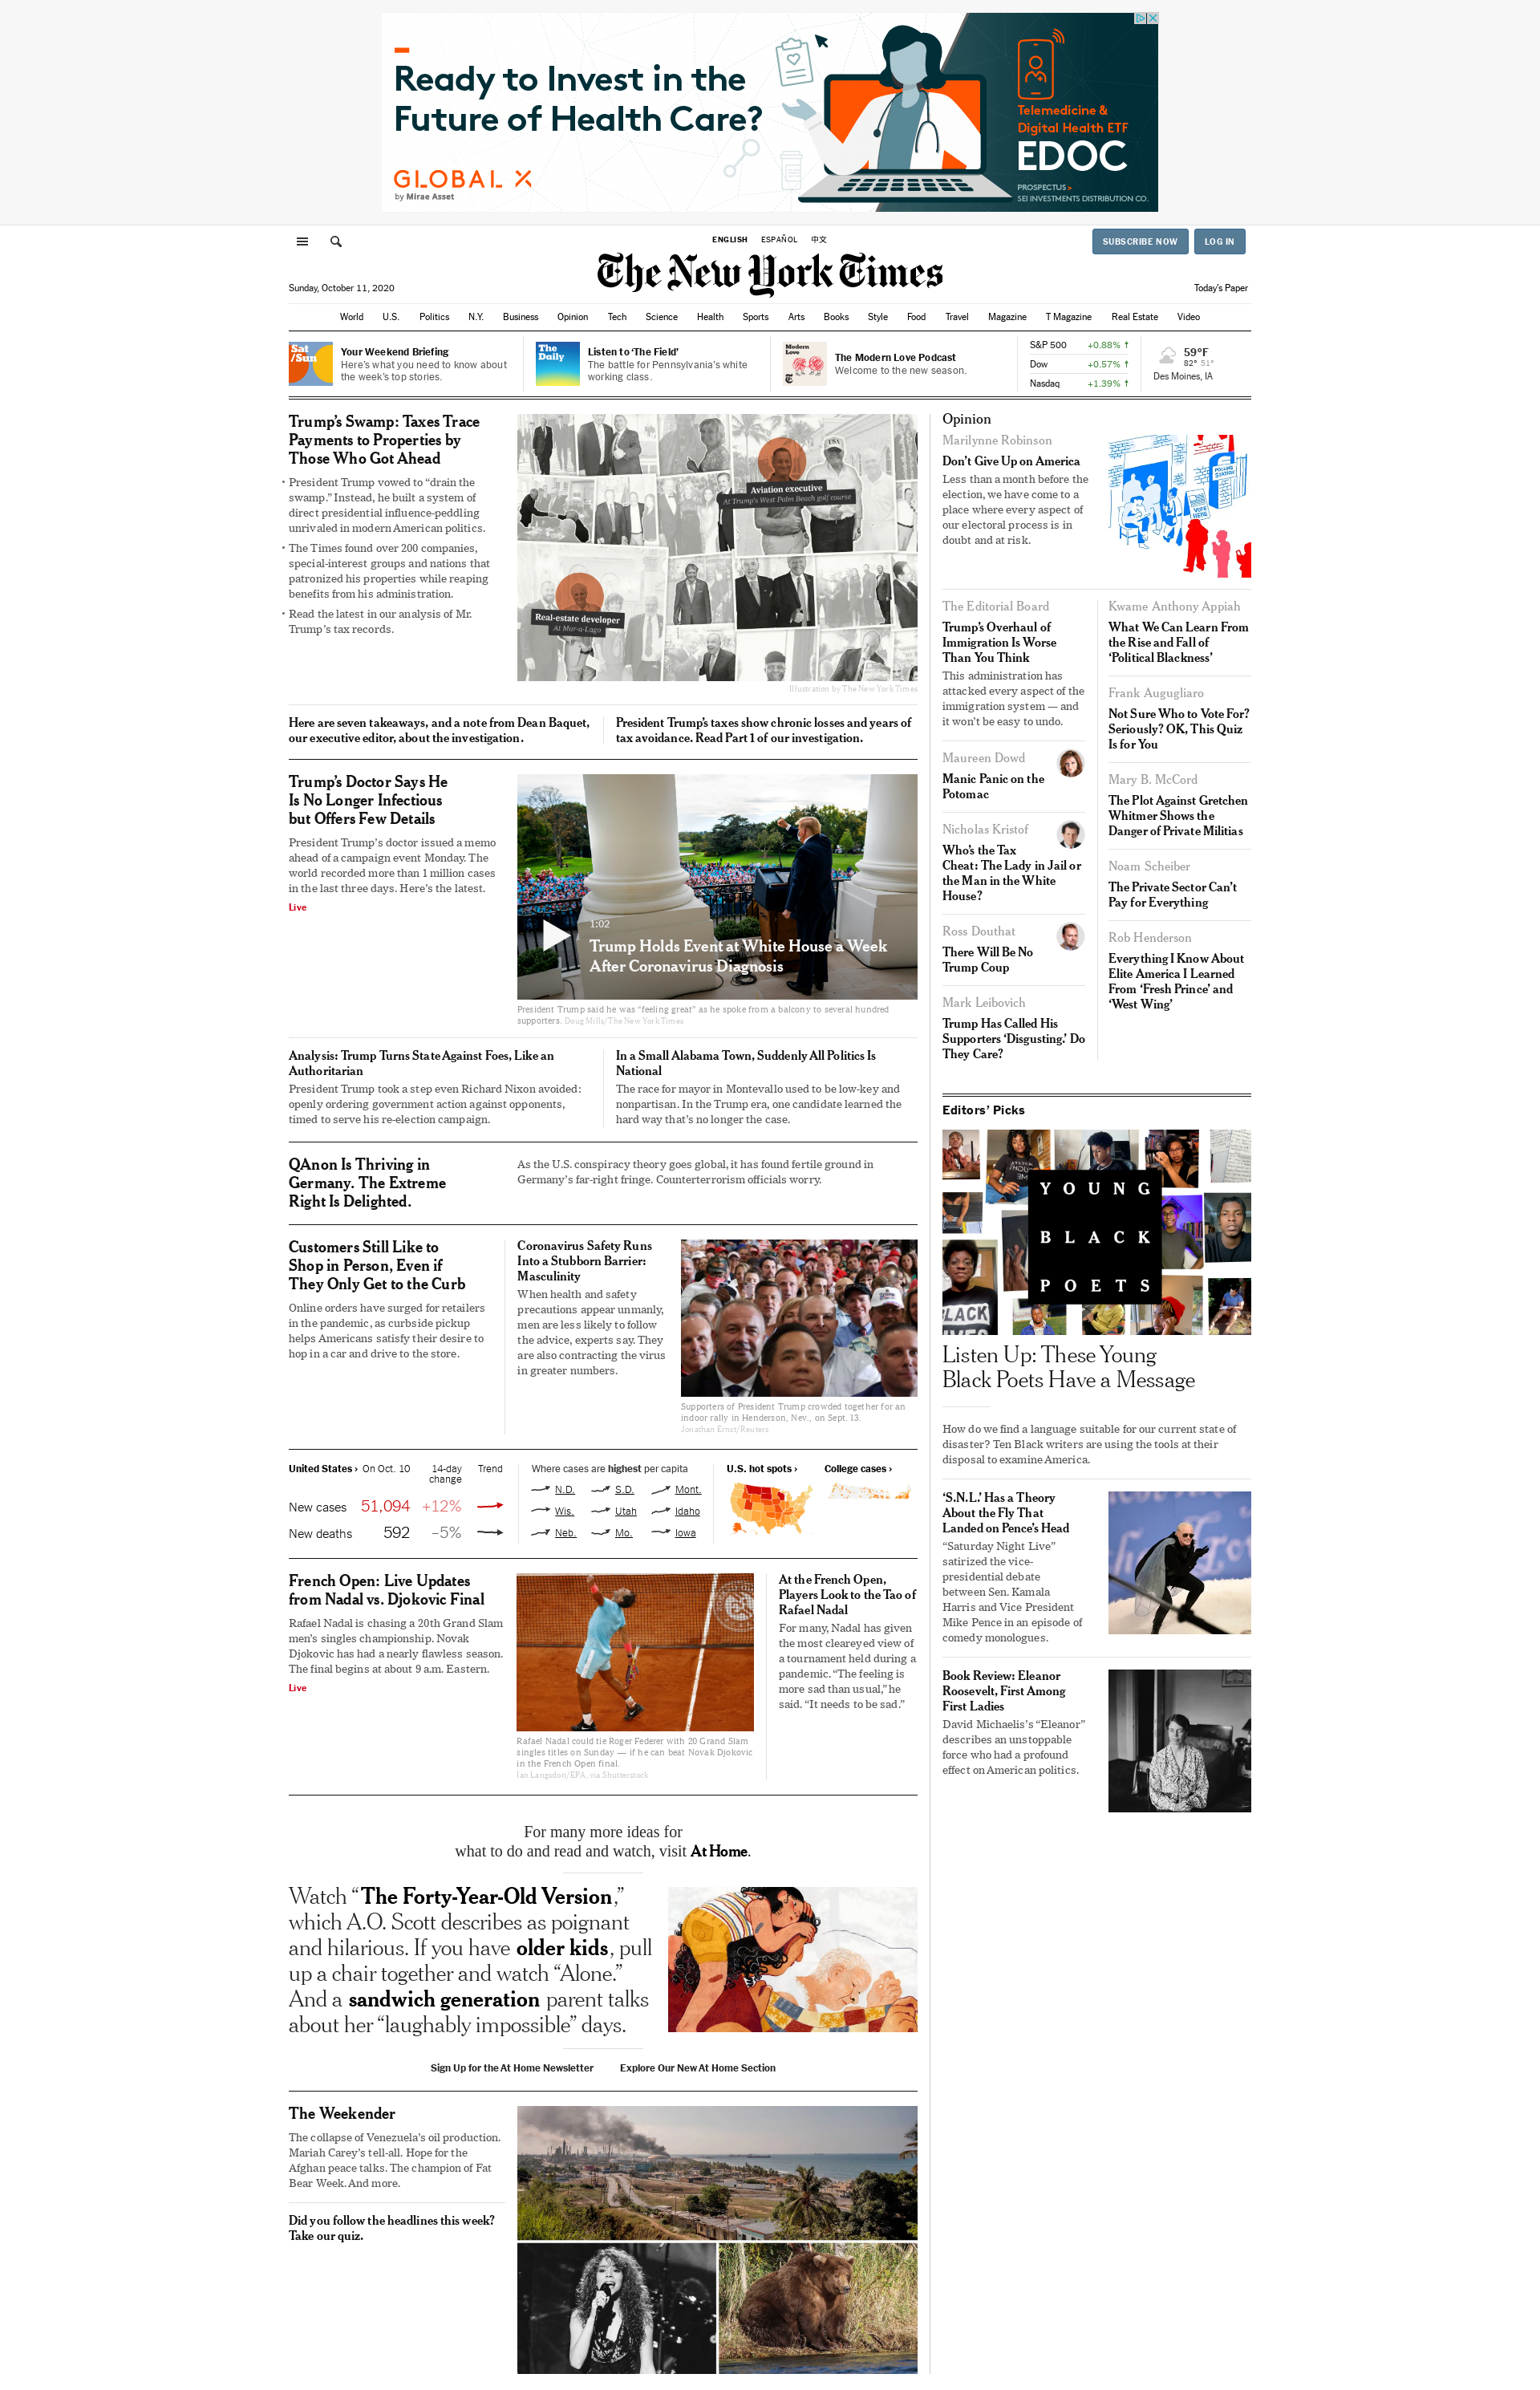 Ready to Invest in the
Future of Health Care?
GLOBAL X
by Mirae Asset
Telemedicine &
Digital Health ETF
EDOC
PROSPECTUS >
SEI INVESTMENTS DISTRIBUTION CO.
ENGLISH ESPAÑOL 中文
SUBSCRIBE NOW LOG IN
The New York Times
Sunday, October 11, 2020
Today's Paper
World U.S. Politics N.Y. Business Opinion Tech Science Health Sports Arts Books Style Food Travel Magazine T Magazine Real Estate Video
Sat
/Sun
Your Weekend Briefing
Here's what you need to know about
the week's top stories.
The
Daily
Listen to ‘The Field’
The battle for Pennsylvania's white
working class.
Modern
Love
The Modern Love Podcast
Welcome to the new season.
S&P 500 +0.88% ↑
Dow +0.57% ↑
Nasdaq +1.39% ↑
59°F
82° 51°
Des Moines, IA
Trump’s Swamp: Taxes Trace
Payments to Properties by
Those Who Got Ahead
• President Trump vowed to “drain the
swamp.” Instead, he built a system of
direct presidential influence-peddling
unrivaled in modern American politics.
• The Times found over 200 companies,
special-interest groups and nations that
patronized his properties while reaping
benefits from his administration.
• Read the latest in our analysis of Mr.
Trump’s tax records.
USA
Aviation executive
At Trump's West Palm Beach golf course
Real-estate developer
At Mar-a-Lago
Illustration by The New York Times
Here are seven takeaways, and a note from Dean Baquet,
our executive editor, about the investigation.
President Trump’s taxes show chronic losses and years of
tax avoidance. Read Part 1 of our investigation.
Trump’s Doctor Says He
Is No Longer Infectious
but Offers Few Details
President Trump’s doctor issued a memo
ahead of a campaign event Monday. The
world recorded more than 1 million cases
in the last three days. Here’s the latest.
Live
1:02
Trump Holds Event at White House a Week
After Coronavirus Diagnosis
President Trump said he was “feeling great” as he spoke from a balcony to several hundred
supporters. Doug Mills/The New York Times
Analysis: Trump Turns State Against Foes, Like an
Authoritarian
President Trump took a step even Richard Nixon avoided:
openly ordering government action against opponents,
timed to serve his re-election campaign.
In a Small Alabama Town, Suddenly All Politics Is
National
The race for mayor in Montevallo used to be low-key and
nonpartisan. In the Trump era, one candidate learned the
hard way that’s no longer the case.
QAnon Is Thriving in
Germany. The Extreme
Right Is Delighted.
As the U.S. conspiracy theory goes global, it has found fertile ground in
Germany’s far-right fringe. Counterterrorism officials worry.
Customers Still Like to
Shop in Person, Even if
They Only Get to the Curb
Online orders have surged for retailers
in the pandemic, as curbside pickup
helps Americans satisfy their desire to
hop in a car and drive to the store.
Coronavirus Safety Runs
Into a Stubborn Barrier:
Masculinity
When health and safety
precautions appear unmanly,
men are less likely to follow
the advice, experts say. They
are also contracting the virus
in greater numbers.
Supporters of President Trump crowded together for an
indoor rally in Henderson, Nev., on Sept. 13.
Jonathan Ernst/Reuters
United States › On Oct. 10 14-day Trend
change
New cases 51,094 +12%
New deaths 592 –5%
Where cases are highest per capita
N.D. S.D. Mont.
Wis. Utah Idaho
Neb. Mo. Iowa
U.S. hot spots ›
College cases ›
French Open: Live Updates
from Nadal vs. Djokovic Final
Rafael Nadal is chasing a 20th Grand Slam
men’s singles championship. Novak
Djokovic has had a nearly flawless season.
The final begins at about 9 a.m. Eastern.
Live
Rafael Nadal could tie Roger Federer with 20 Grand Slam
singles titles on Sunday — if he can beat Novak Djokovic
in the French Open final.
Ian Langsdon/EPA, via Shutterstock
At the French Open,
Players Look to the Tao of
Rafael Nadal
For many, Nadal has given
the most cleareyed view of
a tournament held during a
pandemic. “The feeling is
more sad than usual,” he
said. “It needs to be sad.”
For many more ideas for
what to do and read and watch, visit At Home.
Watch “The Forty-Year-Old Version,”
which A.O. Scott describes as poignant
and hilarious. If you have older kids, pull
up a chair together and watch “Alone.”
And a sandwich generation parent talks
about her “laughably impossible” days.
Sign Up for the At Home Newsletter Explore Our New At Home Section
The Weekender
The collapse of Venezuela’s oil production.
Mariah Carey’s tell-all. Hope for the
Afghan peace talks. The champion of Fat
Bear Week. And more.
Did you follow the headlines this week?
Take our quiz.
Opinion
Marilynne Robinson
Don’t Give Up on America
Less than a month before the
election, we have come to a
place where every aspect of
our electoral process is in
doubt and at risk.
POLLING
STATION
VOTE
HERE
The Editorial Board
Trump’s Overhaul of
Immigration Is Worse
Than You Think
This administration has
attacked every aspect of the
immigration system — and
it won’t be easy to undo.
Maureen Dowd
Manic Panic on the
Potomac
Nicholas Kristof
Who’s the Tax
Cheat: The Lady in Jail or
the Man in the White
House?
Ross Douthat
There Will Be No
Trump Coup
Mark Leibovich
Trump Has Called His
Supporters ‘Disgusting.’ Do
They Care?
Kwame Anthony Appiah
What We Can Learn From
the Rise and Fall of
‘Political Blackness’
Frank Augugliaro
Not Sure Who to Vote For?
Seriously? OK, This Quiz
Is for You
Mary B. McCord
The Plot Against Gretchen
Whitmer Shows the
Danger of Private Militias
Noam Scheiber
The Private Sector Can’t
Pay for Everything
Rob Henderson
Everything I Know About
Elite America I Learned
From ‘Fresh Prince’ and
‘West Wing’
Editors’ Picks
YOUNG
BLACK
POETS
BLACK
LIVES
Listen Up: These Young
Black Poets Have a Message
How do we find a language suitable for our current state of
disaster? Ten Black writers are using the tools at their
disposal to examine America.
‘S.N.L.’ Has a Theory
About the Fly That
Landed on Pence’s Head
“Saturday Night Live”
satirized the vice-
presidential debate
between Sen. Kamala
Harris and Vice President
Mike Pence in an episode of
comedy monologues.
Book Review: Eleanor
Roosevelt, First Among
First Ladies
David Michaelis’s “Eleanor”
describes an unstoppable
force who had a profound
effect on American politics.